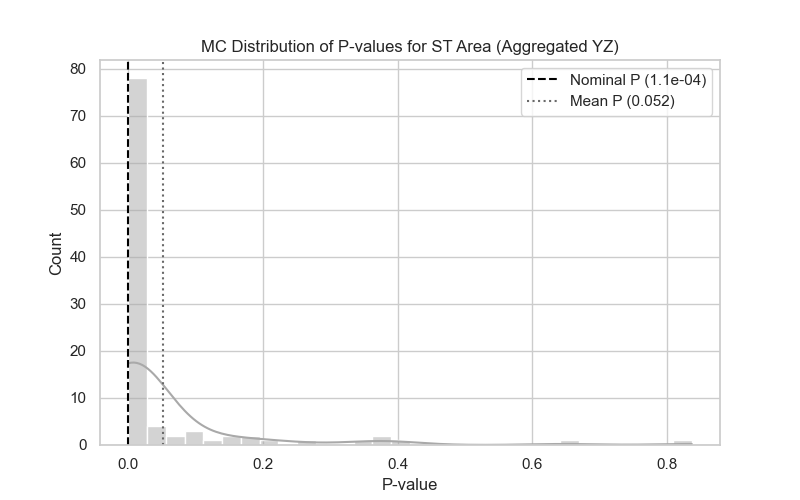 MC Distribution of P-values for ST Area (Aggregated YZ)
Nominal P (1.1e-04)
Mean P (0.052)
80
70
60
50
40
30
20
10
0
Count
0.0 0.2 0.4 0.6 0.8
P-value